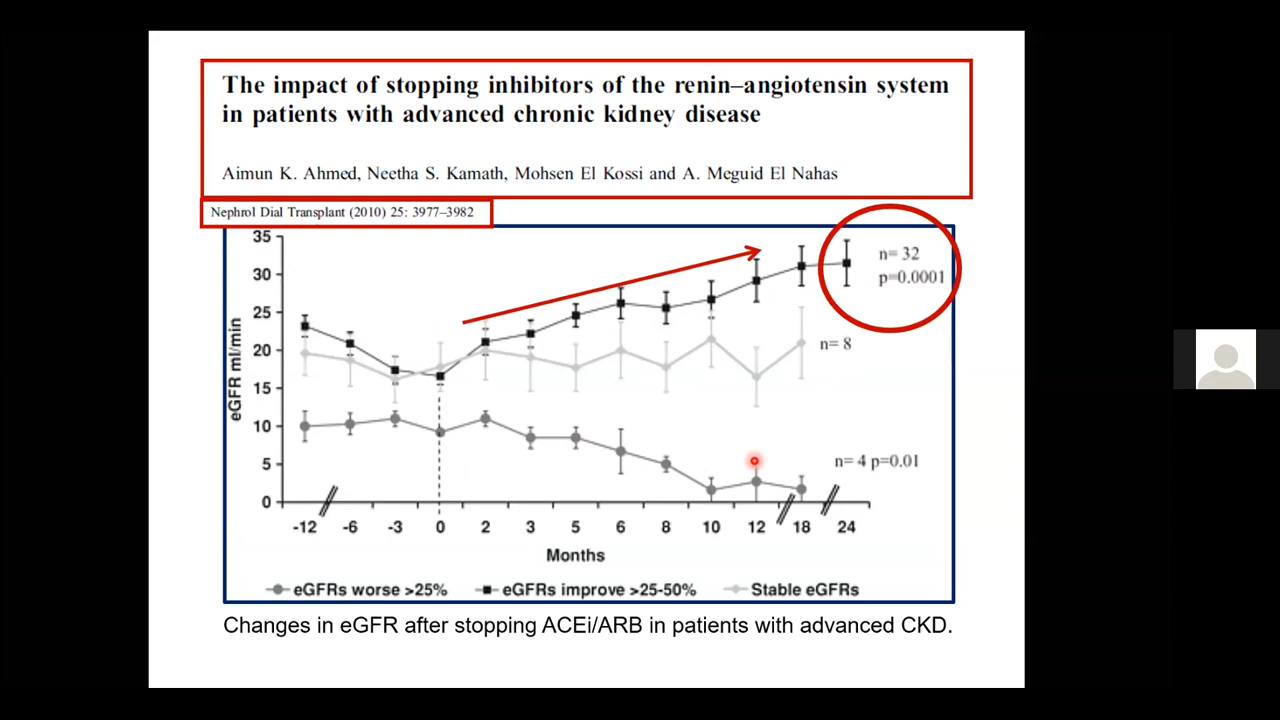 The impact of stopping inhibitors of the renin–angiotensin system
in patients with advanced chronic kidney disease
Aimun K. Ahmed, Neetha S. Kamath, Mohsen El Kossi and A. Meguid El Nahas
Nephrol Dial Transplant (2010) 25: 3977–3982
35
30
25
20
15
10
5
0
eGFR ml/min
n= 32
p=0.0001
n= 8
n= 4 p=0.01
-12 -6 -3 0 2 3 5 6 8 10 12 18 24
Months
eGFRs worse >25% eGFRs improve >25-50% Stable eGFRs
Changes in eGFR after stopping ACEi/ARB in patients with advanced CKD.